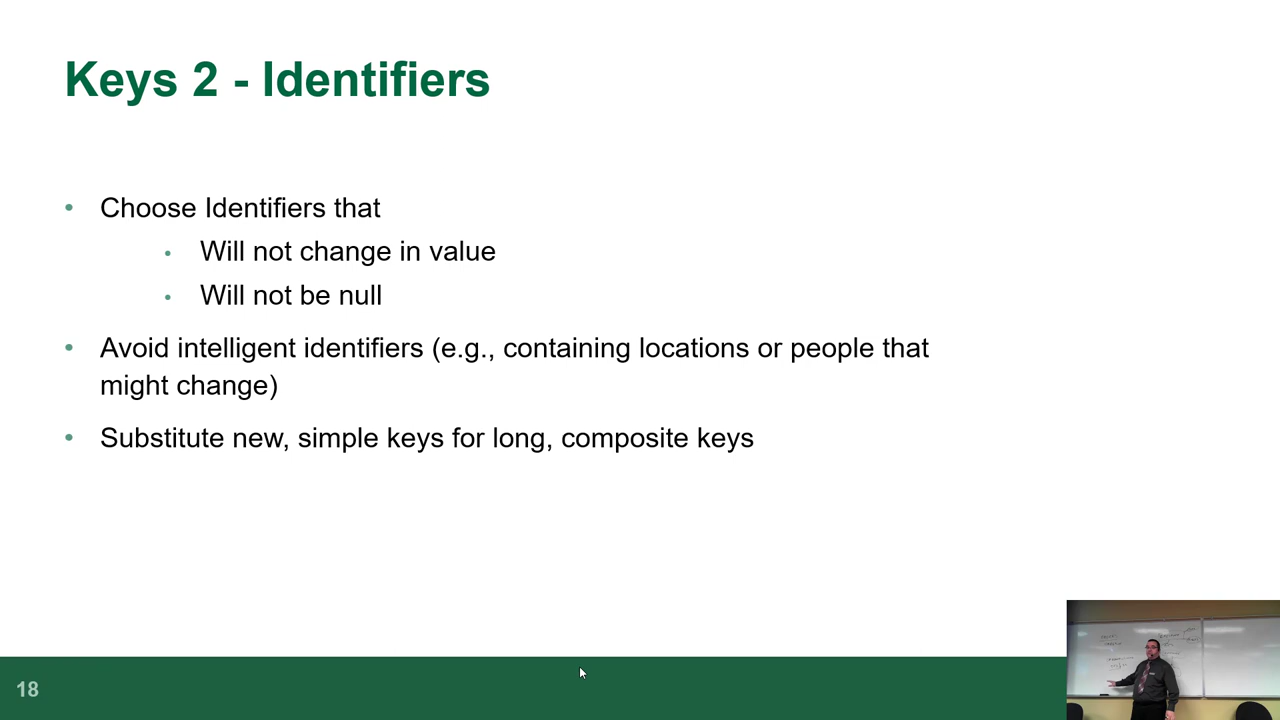 Keys 2 - Identifiers
• Choose Identifiers that
• Will not change in value
• Will not be null
• Avoid intelligent identifiers (e.g., containing locations or people that
might change)
• Substitute new, simple keys for long, composite keys
18